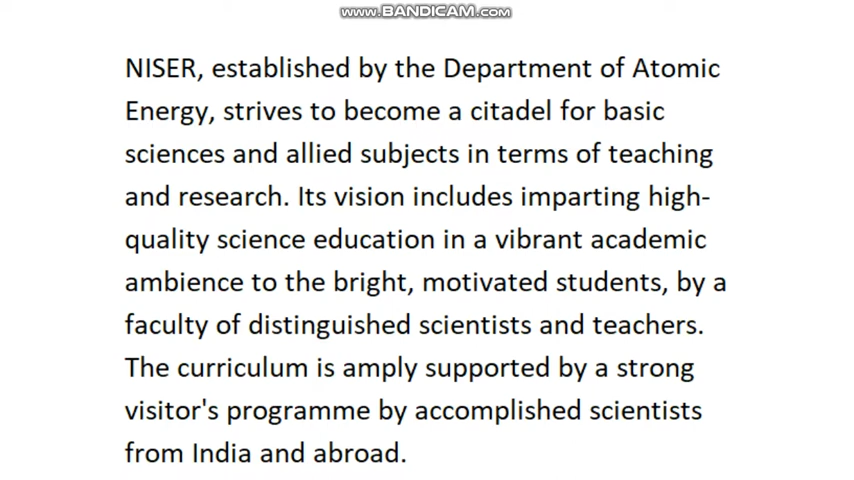 www.BANDICAM.com
NISER, established by the Department of Atomic
Energy, strives to become a citadel for basic
sciences and allied subjects in terms of teaching
and research. Its vision includes imparting high-
quality science education in a vibrant academic
ambience to the bright, motivated students, by a
faculty of distinguished scientists and teachers.
The curriculum is amply supported by a strong
visitor's programme by accomplished scientists
from India and abroad.